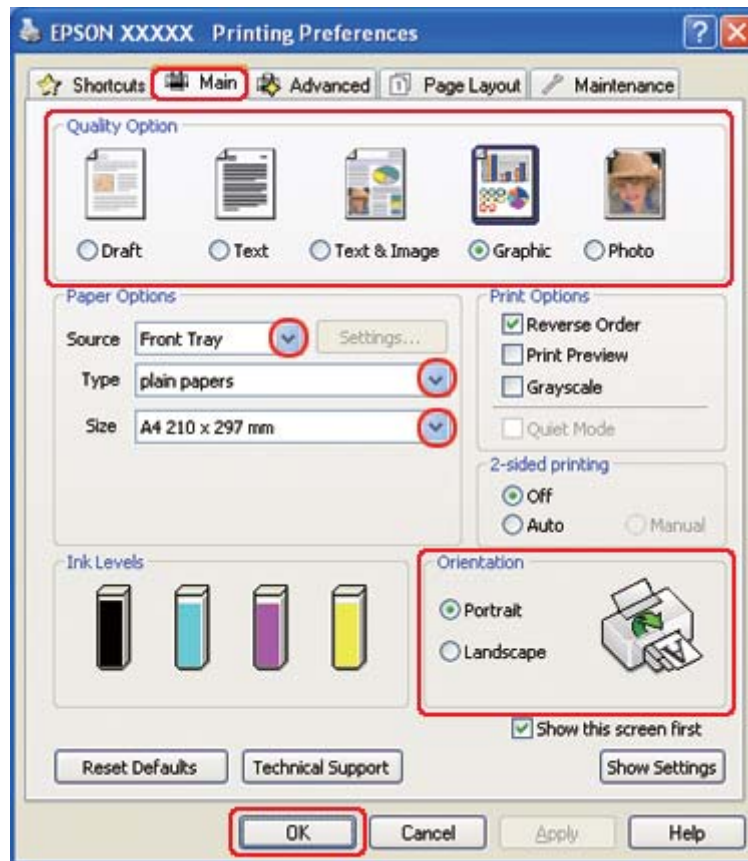 EPSON XXXXX Printing Preferences
Shortcuts Main Advanced Page Layout Maintenance
Quality Option
Draft Text Text & Image Graphic Photo
Paper Options
Source Front Tray Settings...
Type plain papers
Size A4 210 x 297 mm
Print Options
Reverse Order
Print Preview
Grayscale
Quiet Mode
2-sided printing
Off
Auto Manual
Ink Levels
Orientation
Portrait
Landscape
Show this screen first
Reset Defaults Technical Support Show Settings
OK Cancel Apply Help